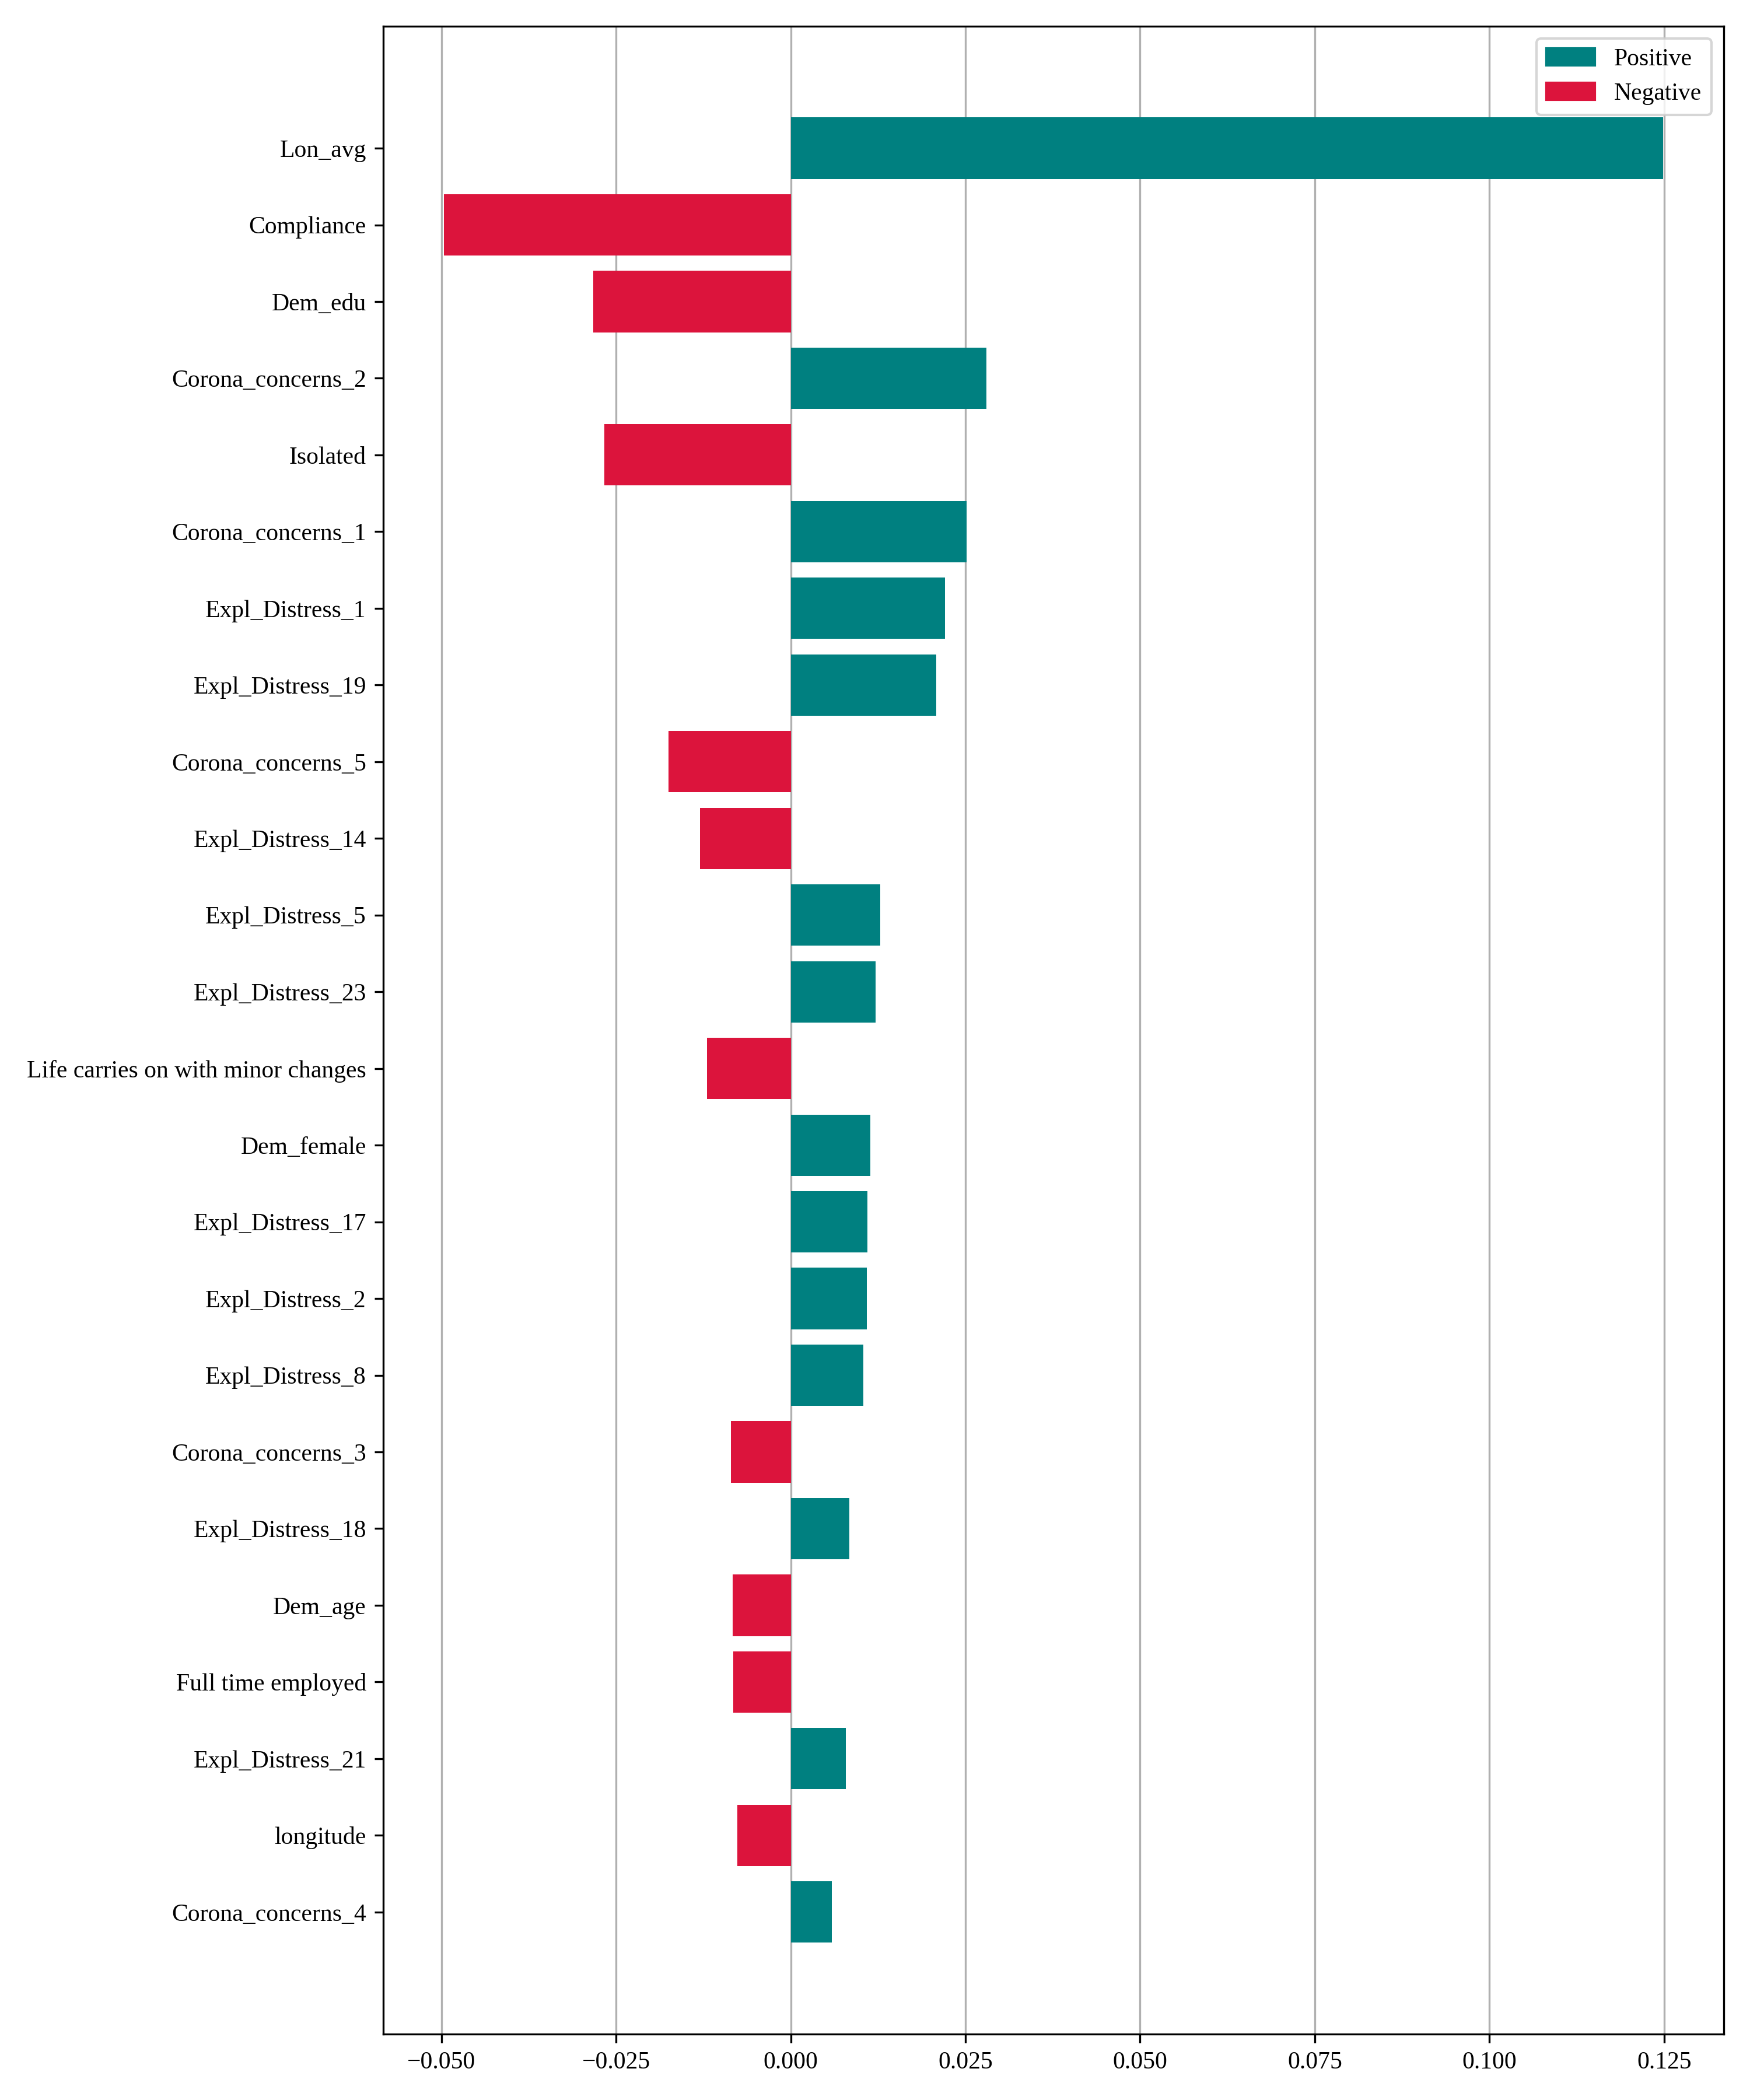 Positive
Negative
Lon_avg
Compliance
Dem_edu
Corona_concerns_2
Isolated
Corona_concerns_1
Expl_Distress_1
Expl_Distress_19
Corona_concerns_5
Expl_Distress_14
Expl_Distress_5
Expl_Distress_23
Life carries on with minor changes
Dem_female
Expl_Distress_17
Expl_Distress_2
Expl_Distress_8
Corona_concerns_3
Expl_Distress_18
Dem_age
Full time employed
Expl_Distress_21
longitude
Corona_concerns_4
−0.050 −0.025 0.000 0.025 0.050 0.075 0.100 0.125